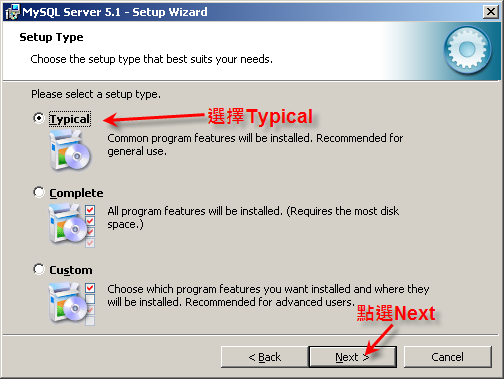 MySQL Server 5.1 - Setup Wizard
Setup Type
Choose the setup type that best suits your needs.
Please select a setup type.
Typical
選擇Typical
Common program features will be installed. Recommended for
general use.
Complete
All program features will be installed. (Requires the most disk
space.)
Custom
Choose which program features you want installed and where they
will be installed. Recommended for advanced users.
點選Next
< Back
Next >
Cancel